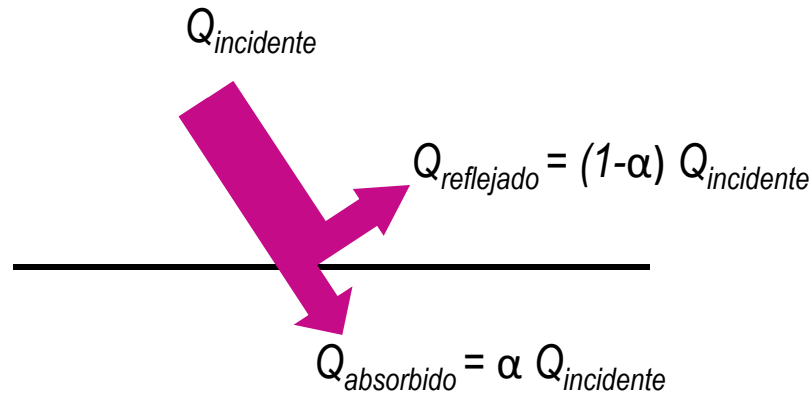 Qincidente
Qreflejado = (1-α) Qincidente
Qabsorbido = α Qincidente